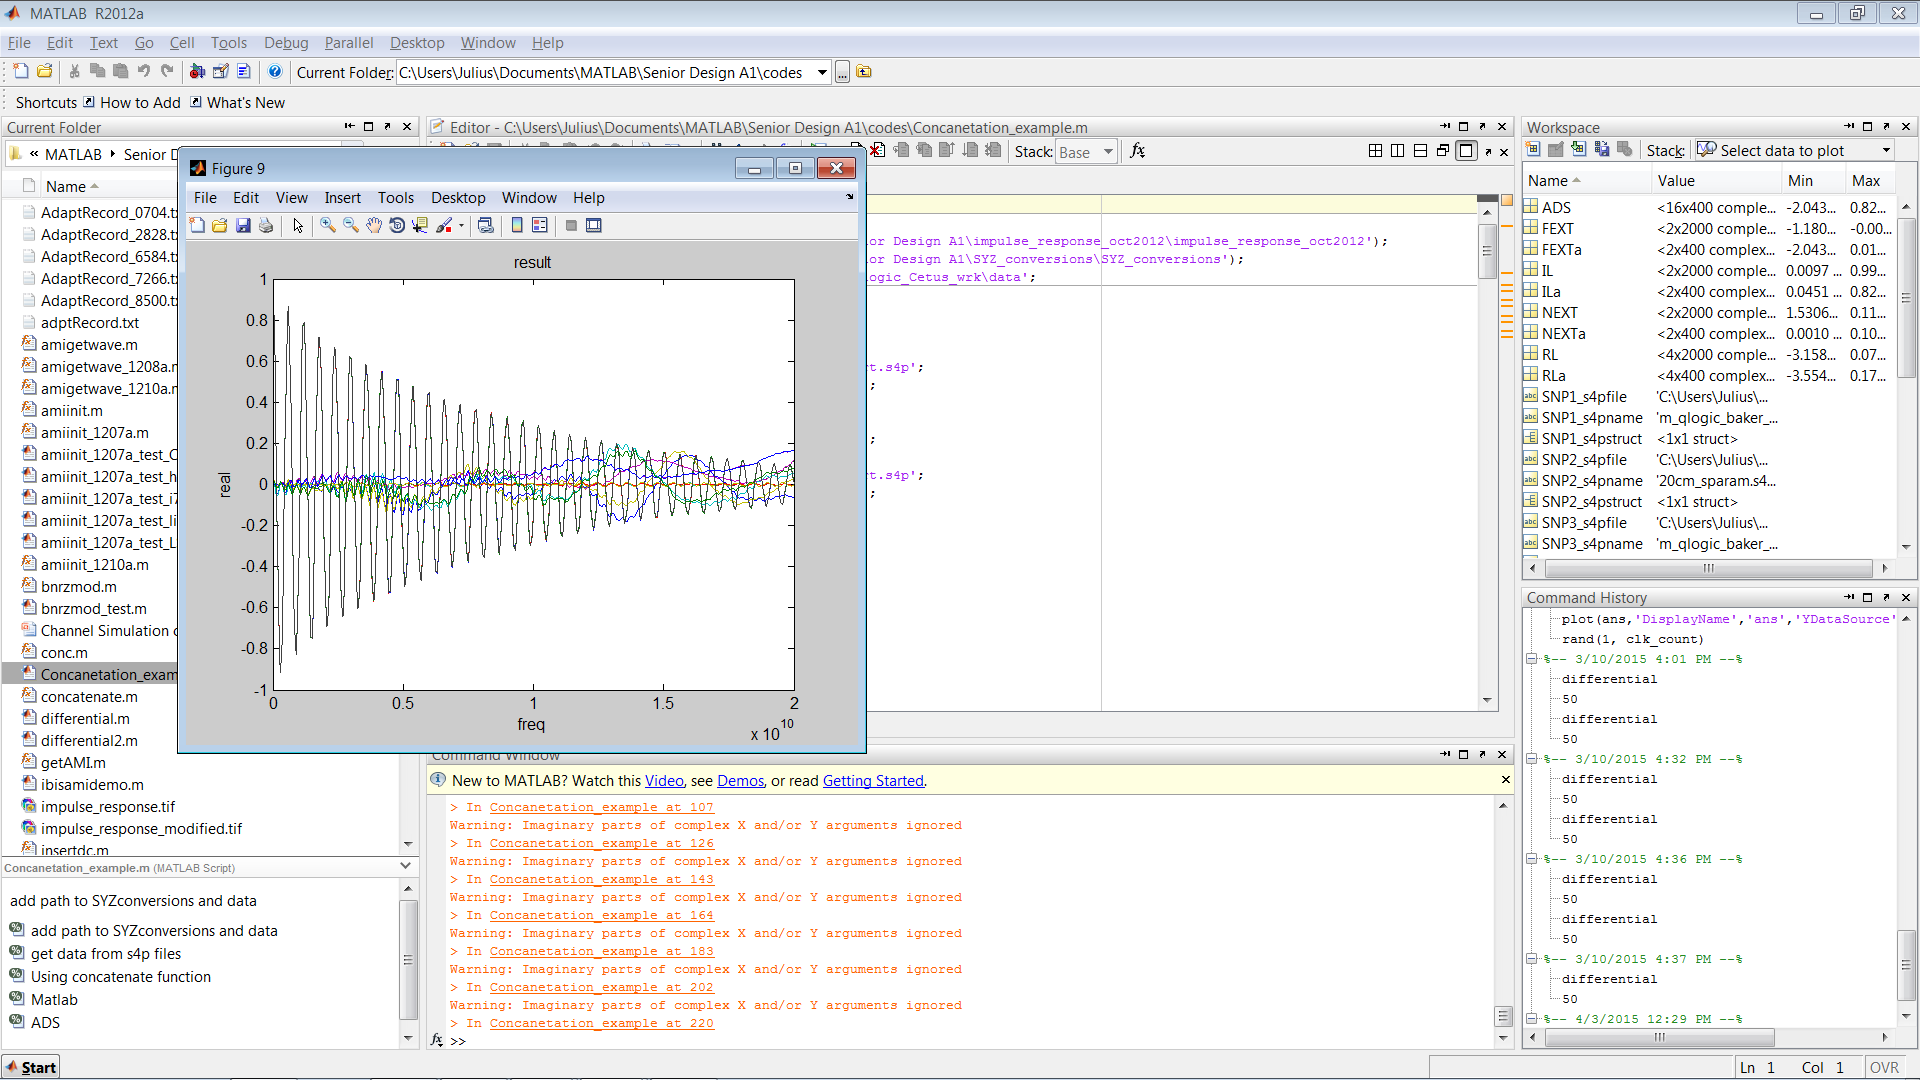 MATLAB R2012a
File Edit Text Go Cell Tools Debug Parallel Desktop Window Help
Current Folder: C:\Users\Julius\Documents\MATLAB\Senior Design A1\codes
Shortcuts How to Add What's New
Current Folder
« MATLAB Senior D
Name
AdaptRecord_0704.tx
AdaptRecord_2828.tx
AdaptRecord_6584.tx
AdaptRecord_7266.tx
AdaptRecord_8500.tx
adptRecord.txt
amigetwave.m
amigetwave_1208a.m
amigetwave_1210a.m
amiinit.m
amiinit_1207a.m
amiinit_1207a_test_C
amiinit_1207a_test_h
amiinit_1207a_test_i7
amiinit_1207a_test_li
amiinit_1207a_test_L
amiinit_1210a.m
bnrzmod.m
bnrzmod_test.m
Channel Simulation
conc.m
Concanetation_exam
concatenate.m
differential.m
differential2.m
getAMI.m
ibisamidemo.m
impulse_response.tif
impulse_response_modified.tif
insertdc.m
Concanetation_example.m (MATLAB Script)
add path to SYZconversions and data
add path to SYZconversions and data
get data from s4p files
Using concatenate function
Matlab
ADS
Start
Figure 9
File Edit View Insert Tools Desktop Window Help
result
1
0.8
0.6
0.4
0.2
0
-0.2
-0.4
-0.6
-0.8
-1
real
0 0.5 1 1.5 2
freq
x 10^10
Editor - C:\Users\Julius\Documents\MATLAB\Senior Design A1\codes\Concanetation_example.m
Stack: Base fx
or Design A1\impulse_response_oct2012\impulse_response_oct2012');
or Design A1\SYZ_conversions\SYZ_conversions');
ogic_Cetus_wrk\data';
rt.s4p';
;
;
rt.s4p';
;
Command Window
New to MATLAB? Watch this Video, see Demos, or read Getting Started.
> In Concanetation_example at 107
Warning: Imaginary parts of complex X and/or Y arguments ignored
> In Concanetation_example at 126
Warning: Imaginary parts of complex X and/or Y arguments ignored
> In Concanetation_example at 143
Warning: Imaginary parts of complex X and/or Y arguments ignored
> In Concanetation_example at 164
Warning: Imaginary parts of complex X and/or Y arguments ignored
> In Concanetation_example at 183
Warning: Imaginary parts of complex X and/or Y arguments ignored
> In Concanetation_example at 202
Warning: Imaginary parts of complex X and/or Y arguments ignored
> In Concanetation_example at 220
fx >>
Workspace
Stack: Select data to plot
Name Value Min Max
ADS <16x400 comple... -2.043... 0.82...
FEXT <2x2000 comple... -1.180... -0.00...
FEXTa <2x400 complex... -2.043... 0.01...
IL <2x2000 comple... 0.0097 ... 0.99...
ILa <2x400 complex... 0.0451 ... 0.82...
NEXT <2x2000 comple... 1.5306... 0.11...
NEXTa <2x400 complex... 0.0010 ... 0.10...
RL <4x2000 comple... -3.158... 0.07...
RLa <4x400 complex... -3.554... 0.17...
SNP1_s4pfile 'C:\Users\Julius\...
SNP1_s4pname 'm_qlogic_baker_...
SNP1_s4pstruct <1x1 struct>
SNP2_s4pfile 'C:\Users\Julius\...
SNP2_s4pname '20cm_sparam.s4...
SNP2_s4pstruct <1x1 struct>
SNP3_s4pfile 'C:\Users\Julius\...
SNP3_s4pname 'm_qlogic_baker_...
Command History
plot(ans,'DisplayName','ans','YDataSource'
rand(1, clk_count)
%-- 3/10/2015 4:01 PM --%
differential
50
differential
50
%-- 3/10/2015 4:32 PM --%
differential
50
differential
50
%-- 3/10/2015 4:36 PM --%
differential
50
differential
50
%-- 3/10/2015 4:37 PM --%
differential
50
%-- 4/3/2015 12:29 PM --%
Ln 1 Col 1 OVR